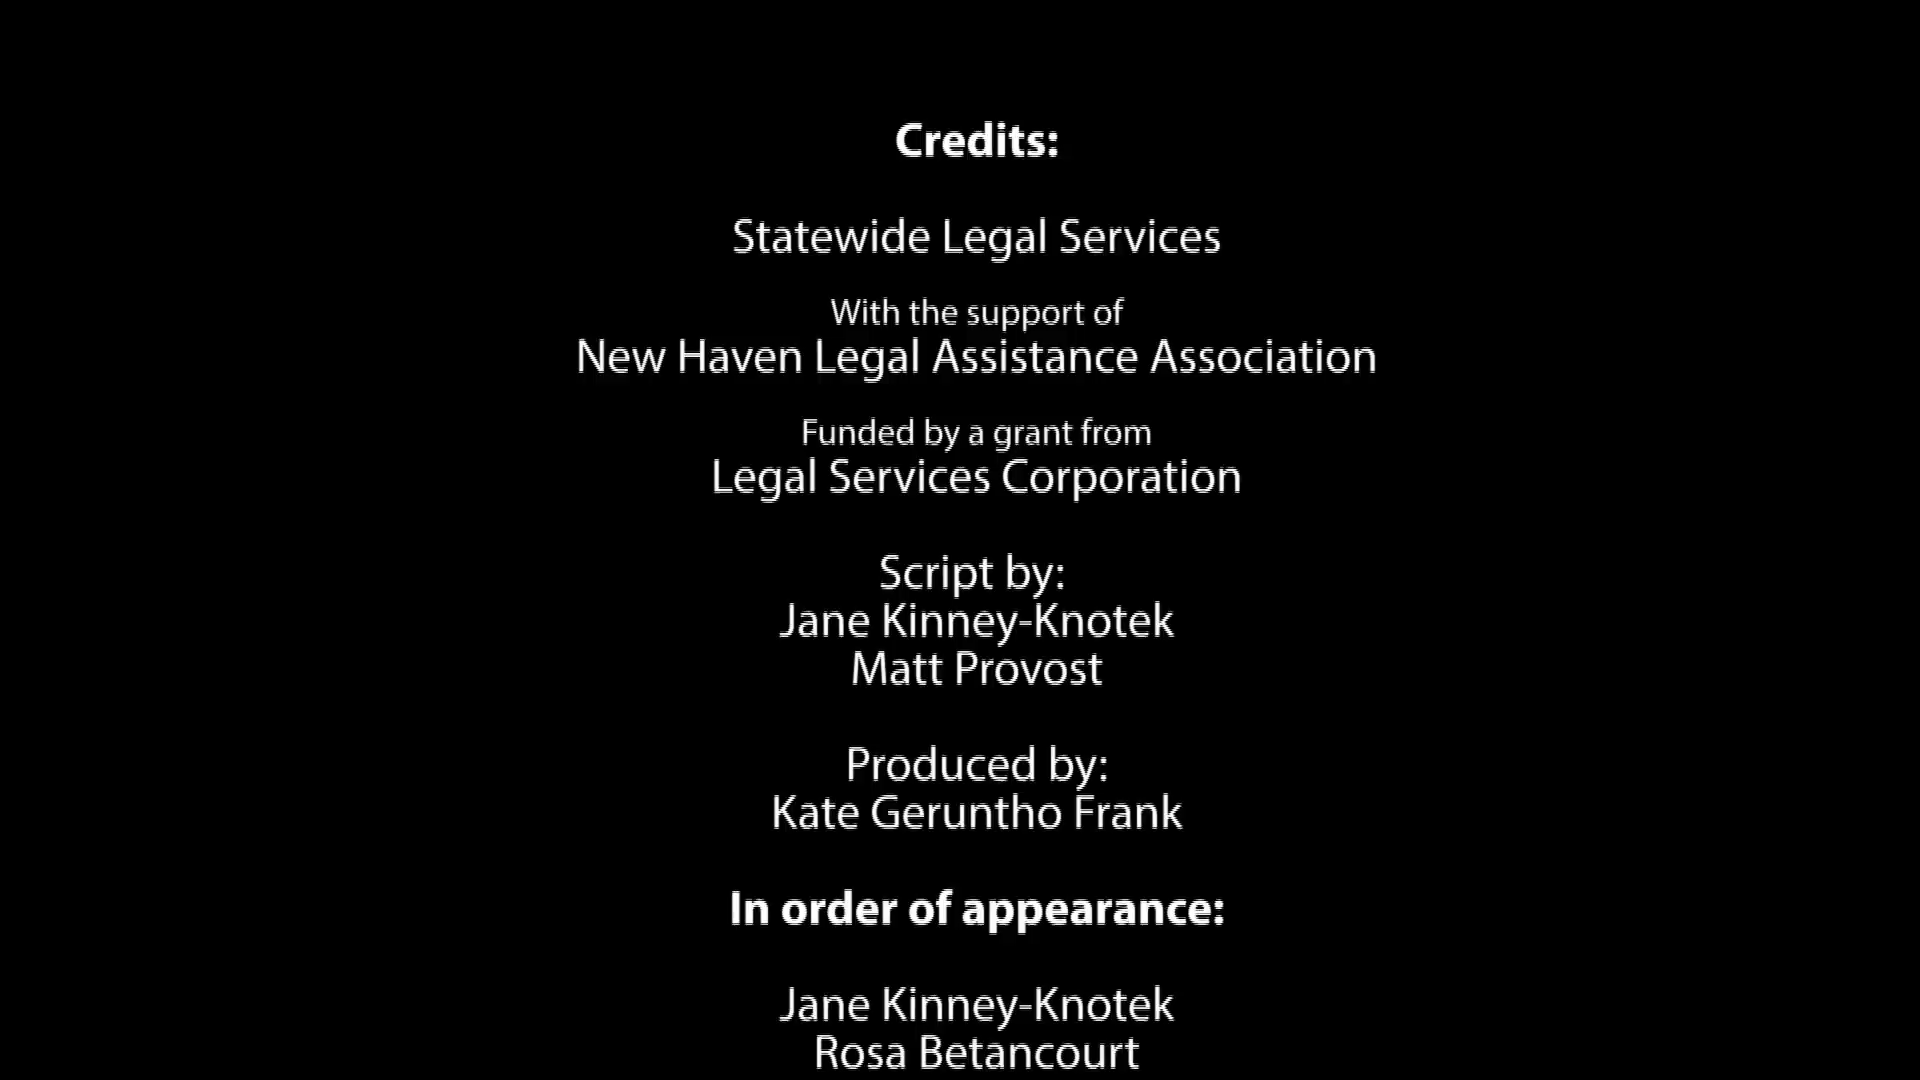 Credits:
Statewide Legal Services
With the support of
New Haven Legal Assistance Association
Funded by a grant from
Legal Services Corporation
Script by:
Jane Kinney-Knotek
Matt Provost
Produced by:
Kate Geruntho Frank
In order of appearance:
Jane Kinney-Knotek
Rosa Betancourt